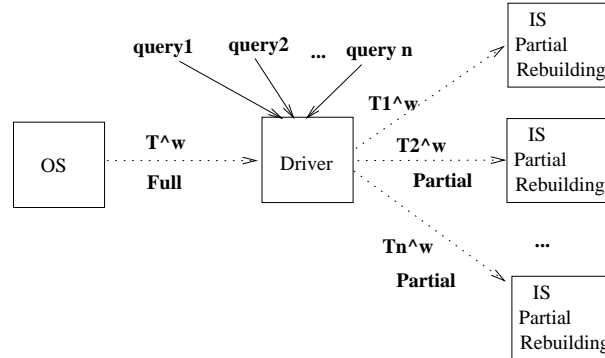 IS
Partial
Rebuilding
query1 query2 ... query n
T1^w
OS
T^w
Full
Driver
T2^w
Partial
IS
Partial
Rebuilding
Tn^w
Partial
...
IS
Partial
Rebuilding